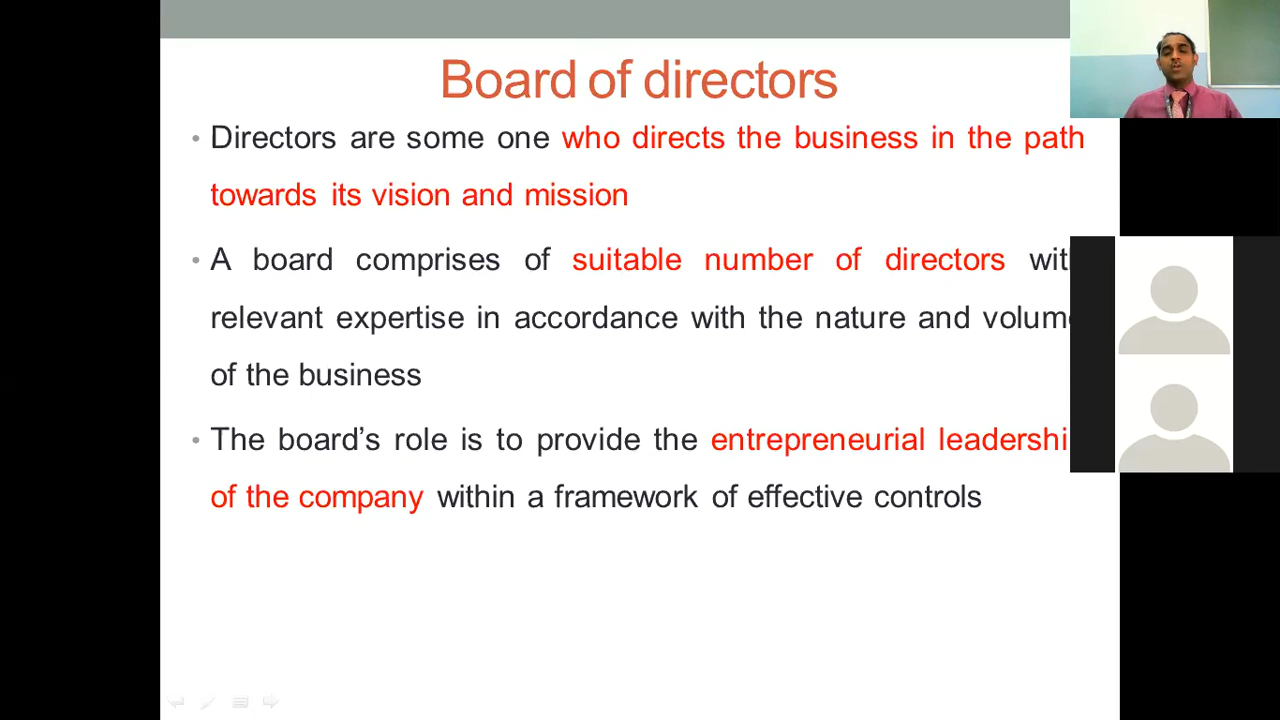 Board of directors
• Directors are some one who directs the business in the path
towards its vision and mission
• A board comprises of suitable number of directors wit
relevant expertise in accordance with the nature and volum
of the business
• The board’s role is to provide the entrepreneurial leadershi
of the company within a framework of effective controls